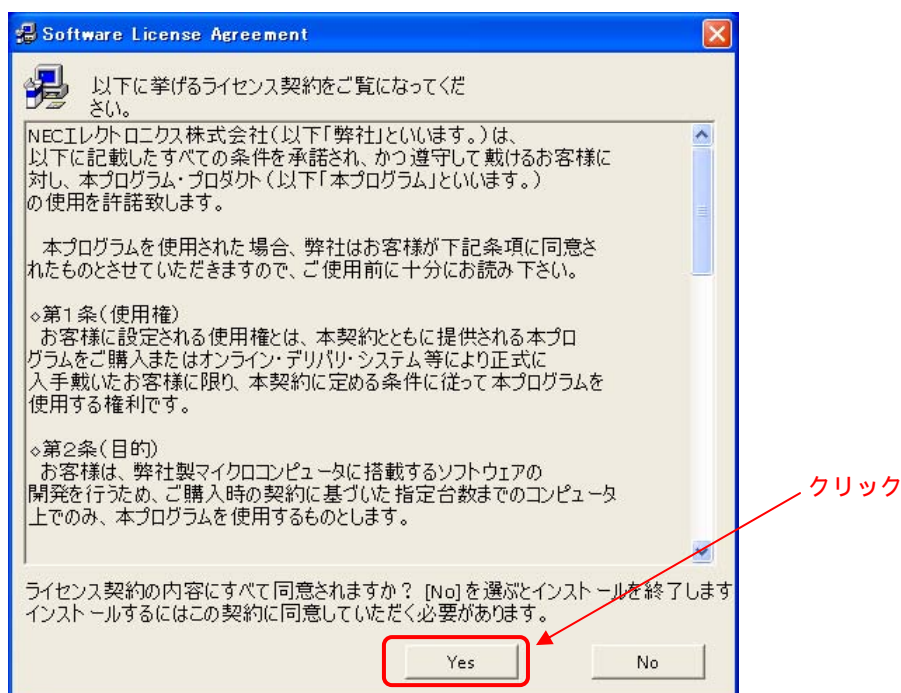 Software License Agreement
以下に挙げるライセンス契約をご覧になってくだ
さい。
NECエレクトロニクス株式会社(以下「弊社」といいます。)は、
以下に記載したすべての条件を承諾され、かつ遵守して戴けるお客様に
対し、本プログラム・プロダクト(以下「本プログラム」といいます。)
の使用を許諾致します。
本プログラムを使用された場合、弊社はお客様が下記条項に同意さ
れたものとさせていただきますので、ご使用前に十分にお読み下さい。
◇第1条(使用権)
お客様に設定される使用権とは、本契約とともに提供される本プロ
グラムをご購入またはオンライン・デリバリ・システム等により正式に
入手戴いたお客様に限り、本契約に定める条件に従って本プログラムを
使用する権利です。
◇第2条(目的)
お客様は、弊社製マイクロコンピュータに搭載するソフトウェアの
開発を行うため、ご購入時の契約に基づいた指定台数までのコンピュータ
上でのみ、本プログラムを使用するものとします。
クリック
ライセンス契約の内容にすべて同意されますか? [No]を選ぶとインストールを終了します
インストールするにはこの契約に同意していただく必要があります。
Yes No